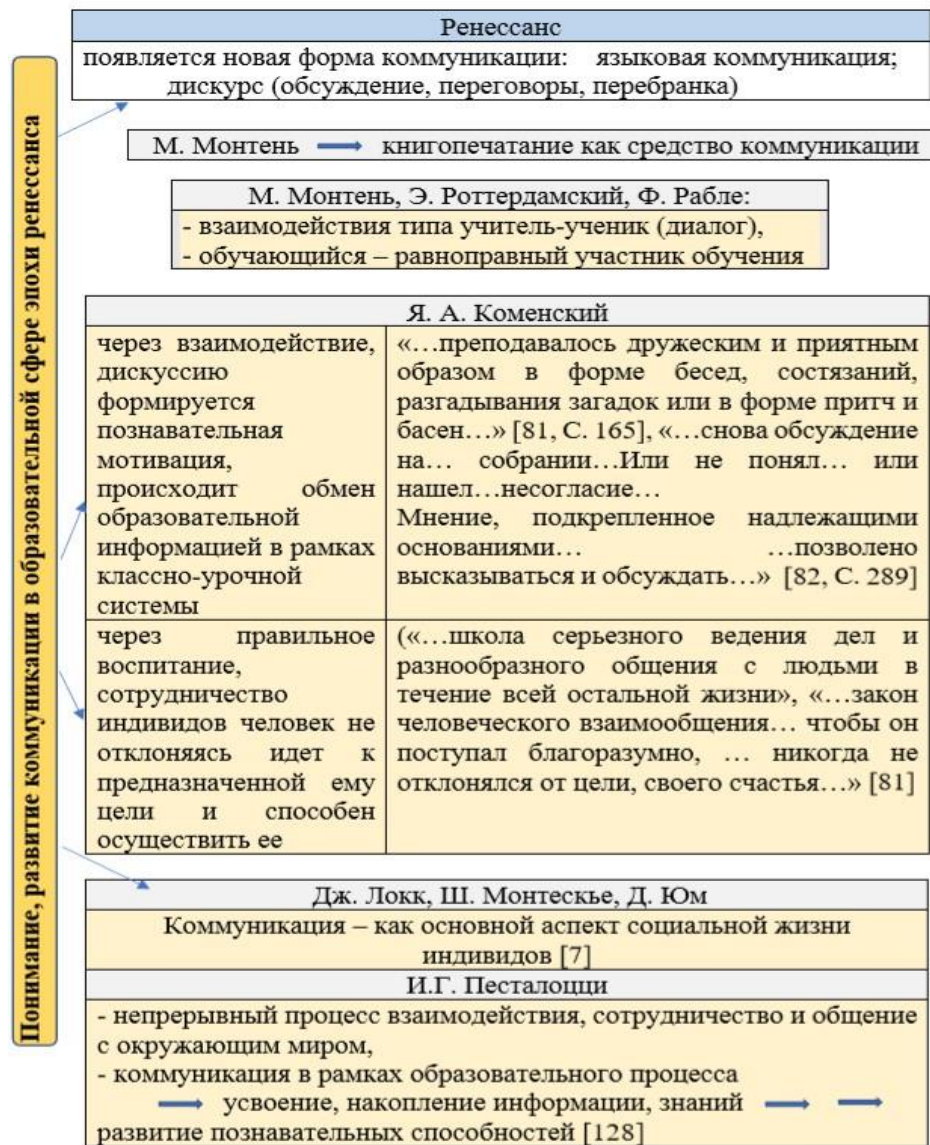 Понимание, развитие коммуникации в образовательной сфере эпохи ренессанса
Ренессанс
появляется новая форма коммуникации: языковая коммуникация;
дискурс (обсуждение, переговоры, перебранка)
М. Монтень → книгопечатание как средство коммуникации
М. Монтень, Э. Роттердамский, Ф. Рабле:
- взаимодействия типа учитель-ученик (диалог),
- обучающийся – равноправный участник обучения
Я. А. Коменский
через взаимодействие,
дискуссию
формируется
познавательная
мотивация,
происходит обмен
образовательной
информацией в рамках
классно-урочной
системы
«…преподавалось дружеским и приятным
образом в форме бесед, состязаний,
разгадывания загадок или в форме притч и
басен…» [81, С. 165], «…снова обсуждение
на… собрании…Или не понял… или
нашел…несогласие…
Мнение, подкрепленное надлежащими
основаниями… …позволено
высказываться и обсуждать…» [82, С. 289]
через правильное
воспитание,
сотрудничество
индивидов человек не
отклоняясь идет к
предназначенной ему
цели и способен
осуществить ее
(«…школа серьезного ведения дел и
разнообразного общения с людьми в
течение всей остальной жизни», «…закон
человеческого взаимообщения… чтобы он
поступал благоразумно, … никогда не
отклонялся от цели, своего счастья…» [81]
Дж. Локк, Ш. Монтескье, Д. Юм
Коммуникация – как основной аспект социальной жизни
индивидов [7]
И.Г. Песталоцци
- непрерывный процесс взаимодействия, сотрудничество и общение
с окружающим миром,
- коммуникация в рамках образовательного процесса
→ усвоение, накопление информации, знаний → →
развитие познавательных способностей [128]